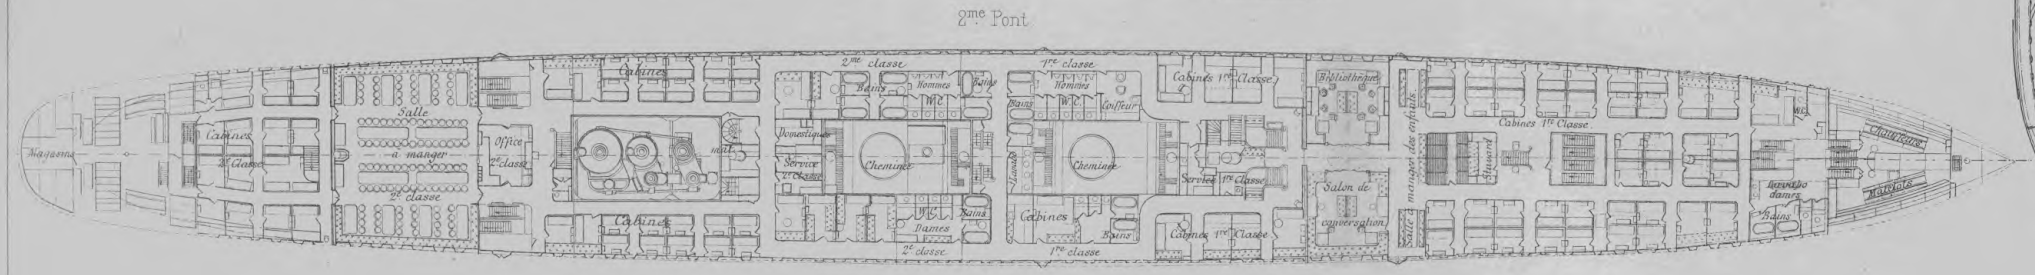 2me Pont
Magasins
Cabines
2e Classe
Salle
a manger
2e classe
Office
2e classe
Cabines
Cabines
mat
2me classe
Bains
Hommes
W.C.
Bains
Domestiques
Service
2e Classe
Cheminée
W.C.
Dames
Bains
2e classe
1re classe
Bains
Hommes
W.C.
Coiffeur
Cheminée
Cabines
Bains
1re classe
Cabines 1re Classe
Service 1re Classe
Cabines 1re Classe
Bibliothèque
Salon de
conversation
Salle à manger des enfants
Stuward
Cabines 1re Classe
W.C.
Lavabo
dames
Bains
Chauffeurs
Matelots